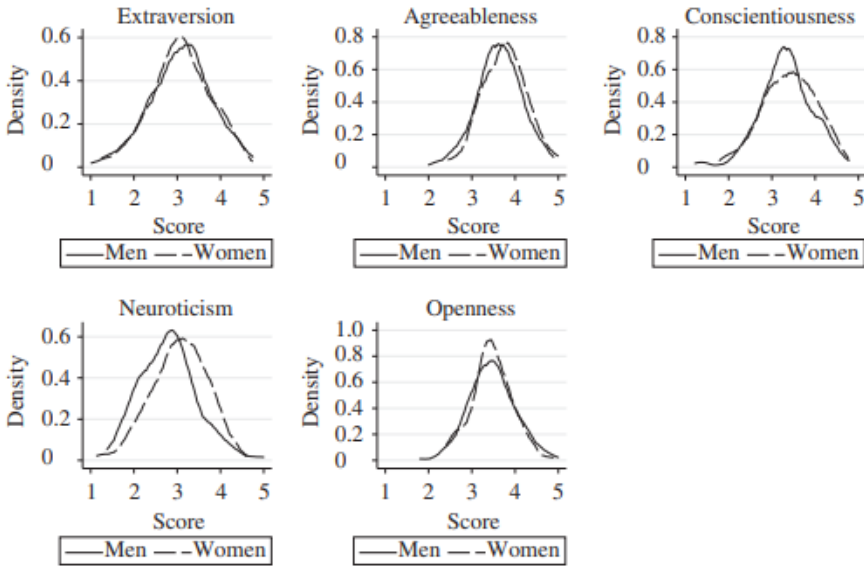 Extraversion
0.6
0.4
0.2
0
Density
1 2 3 4 5
Score
Men Women
Agreeableness
0.8
0.6
0.4
0.2
0
Density
1 2 3 4 5
Score
Men Women
Conscientiousness
0.8
0.6
0.4
0.2
0
Density
1 2 3 4 5
Score
Men Women
Neuroticism
0.6
0.4
0.2
0
Density
1 2 3 4 5
Score
Men Women
Openness
1.0
0.8
0.6
0.4
0.2
0
Density
1 2 3 4 5
Score
Men Women